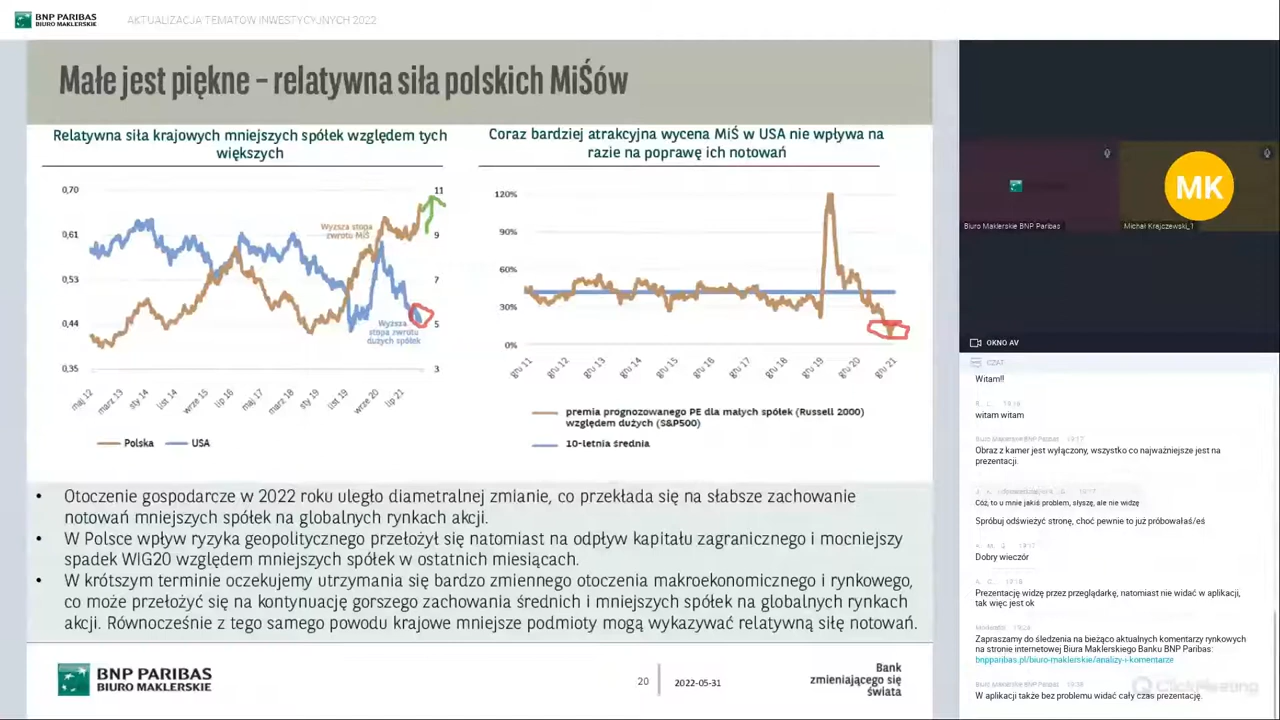 BNP PARIBAS
BIURO MAKLERSKIE
AKTUALIZACJA TEMATÓW INWESTYCYJNYCH 2022
Małe jest piękne – relatywna siła polskich MiŚów
Relatywna siła krajowych mniejszych spółek względem tych
większych
0,70
0,61
0,53
0,44
0,35
11
9
7
5
3
Wyższa stopa
zwrotu MiŚ
Wyższa
stopa zwrotu
dużych spółek
maj 12
marz 13
sty 14
list 14
wrze 15
lip 16
maj 17
marz 18
sty 19
list 19
wrze 20
lip 21
Polska
USA
Coraz bardziej atrakcyjna wycena MiŚ w USA nie wpływa na
razie na poprawę ich notowań
120%
90%
60%
30%
0%
gru 11
gru 12
gru 13
gru 14
gru 15
gru 16
gru 17
gru 18
gru 19
gru 20
gru 21
premia prognozowanego PE dla małych spółek (Russell 2000)
względem dużych (S&P500)
10-letnia średnia
• Otoczenie gospodarcze w 2022 roku uległo diametralnej zmianie, co przekłada się na słabsze zachowanie
notowań mniejszych spółek na globalnych rynkach akcji.
• W Polsce wpływ ryzyka geopolitycznego przełożył się natomiast na odpływ kapitału zagranicznego i mocniejszy
spadek WIG20 względem mniejszych spółek w ostatnich miesiącach.
• W krótszym terminie oczekujemy utrzymania się bardzo zmiennego otoczenia makroekonomicznego i rynkowego,
co może przełożyć się na kontynuację gorszego zachowania średnich i mniejszych spółek na globalnych rynkach
akcji. Równocześnie z tego samego powodu krajowe mniejsze podmioty mogą wykazywać relatywną siłę notowań.
BNP PARIBAS
BIURO MAKLERSKIE
20
2022-05-31
Bank
zmieniającego się
świata
MK
Biuro Maklerskie BNP Paribas
Michał Krajczewski_1
OKNO AV
CZAT
Witam!!
witam witam
Biuro Maklerskie BNP Paribas 19:17
Obraz z kamer jest wyłączony, wszystko co najważniejsze jest na
prezentacji.
Cóż, to u mnie jakiś problem, słyszę, ale nie widzę
Spróbuj odświeżyć stronę, choć pewnie to już próbowałaś/eś
Dobry wieczór
Prezentację widzę przez przeglądarkę, natomiast nie widać w aplikacji,
tak więc jest ok
Zapraszamy do śledzenia na bieżąco aktualnych komentarzy rynkowych
na stronie internetowej Biura Maklerskiego Banku BNP Paribas:
bnpparibas.pl/biuro-maklerskie/analizy-i-komentarze
Biuro Maklerskie BNP Paribas
W aplikacji także bez problemu widać cały czas prezentację.
ClickMeeting